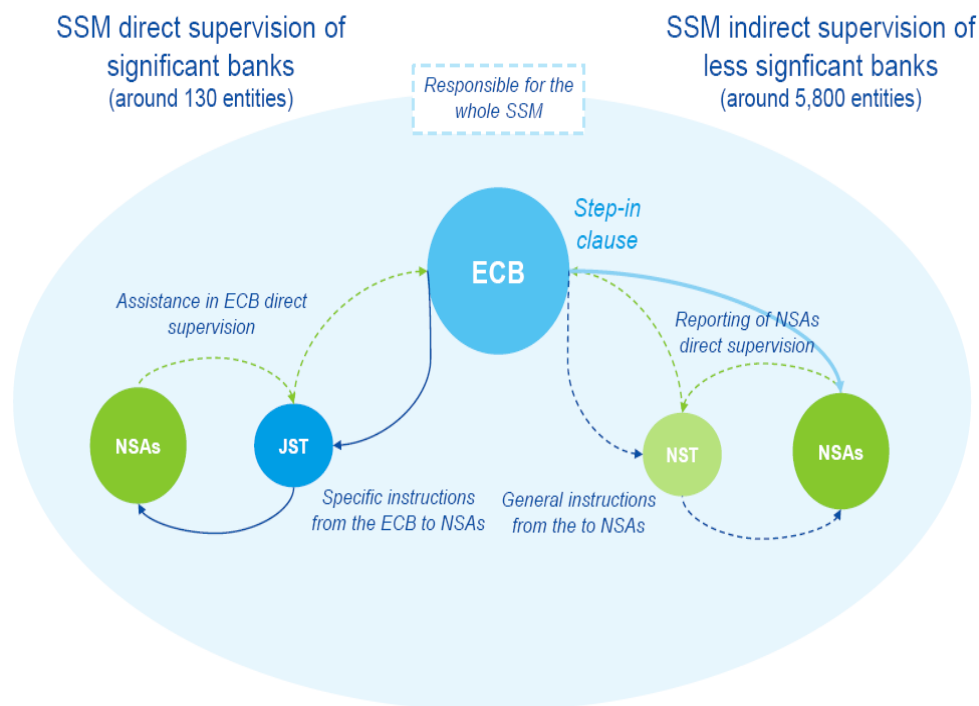 SSM direct supervision of
significant banks
(around 130 entities)
SSM indirect supervision of
less signficant banks
(around 5,800 entities)
Responsible for the
whole SSM
Step-in
clause
ECB
Assistance in ECB direct
supervision
Reporting of NSAs
direct supervision
NSAs
JST
NST
NSAs
Specific instructions
from the ECB to NSAs
General instructions
from the to NSAs